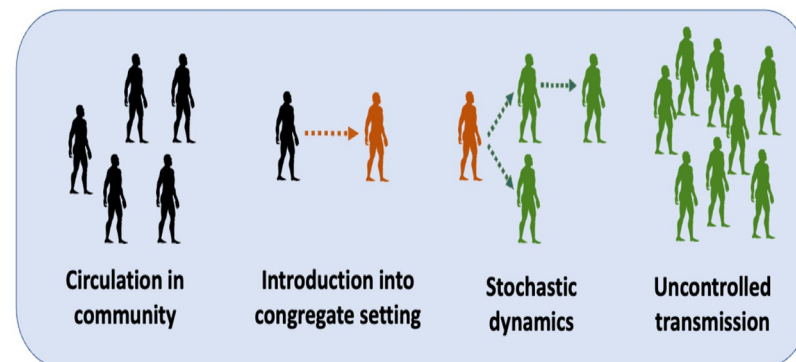 Circulation in
community
Introduction into
congregate setting
Stochastic
dynamics
Uncontrolled
transmission